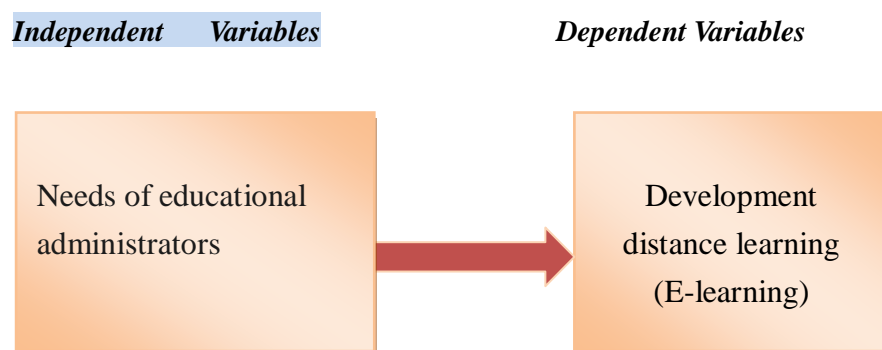 Independent Variables
Dependent Variables
Needs of educational
administrators
Development
distance learning
(E-learning)